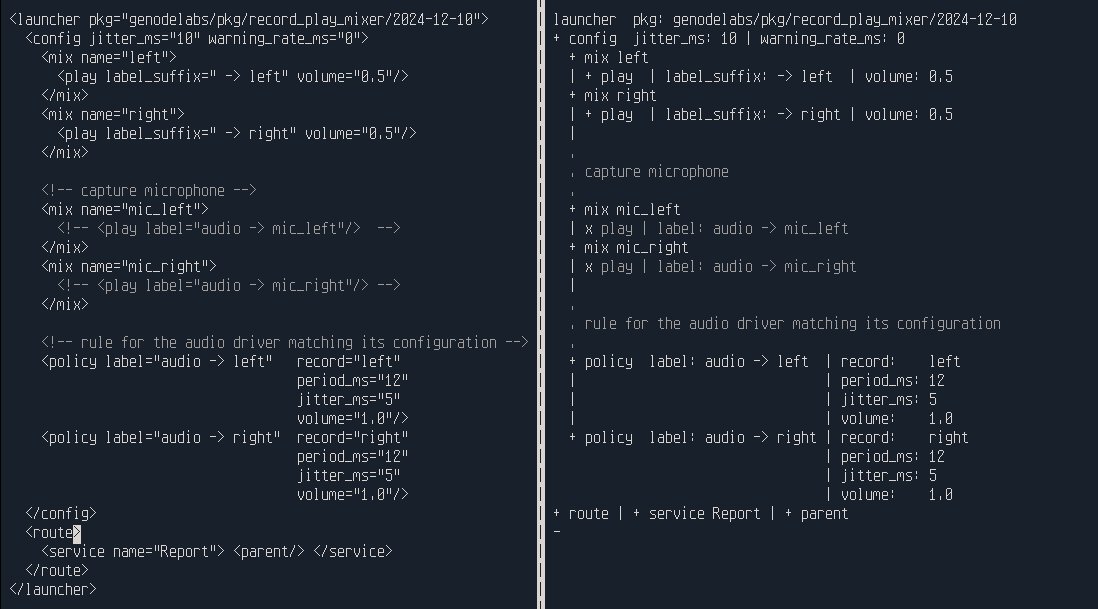 <launcher pkg="genodelabs/pkg/record_play_mixer/2024-12-10">
  <config jitter_ms="10" warning_rate_ms="0">
    <mix name="left">
      <play label_suffix=" -> left" volume="0.5"/>
    </mix>
    <mix name="right">
      <play label_suffix=" -> right" volume="0.5"/>
    </mix>

    <!-- capture microphone -->
    <mix name="mic_left">
      <!-- <play label="audio -> mic_left"/>  -->
    </mix>
    <mix name="mic_right">
      <!-- <play label="audio -> mic_right"/> -->
    </mix>

    <!-- rule for the audio driver matching its configuration -->
    <policy label="audio -> left"   record="left"
                                    period_ms="12"
                                    jitter_ms="5"
                                    volume="1.0"/>
    <policy label="audio -> right"  record="right"
                                    period_ms="12"
                                    jitter_ms="5"
                                    volume="1.0"/>
  </config>
  <route>
    <service name="Report"> <parent/> </service>
  </route>
</launcher>
launcher  pkg: genodelabs/pkg/record_play_mixer/2024-12-10
+ config  jitter_ms: 10 | warning_rate_ms: 0
  + mix left
  | + play  | label_suffix: -> left  | volume: 0.5
  + mix right
  | + play  | label_suffix: -> right | volume: 0.5
  |
  .
  . capture microphone
  .
  + mix mic_left
  | x play | label: audio -> mic_left
  + mix mic_right
  | x play | label: audio -> mic_right
  |
  .
  . rule for the audio driver matching its configuration
  .
  + policy  label: audio -> left  | record:    left
  |                               | period_ms: 12
  |                               | jitter_ms: 5
  |                               | volume:    1.0
  + policy  label: audio -> right | record:    right
                                  | period_ms: 12
                                  | jitter_ms: 5
                                  | volume:    1.0
+ route | + service Report | + parent
-